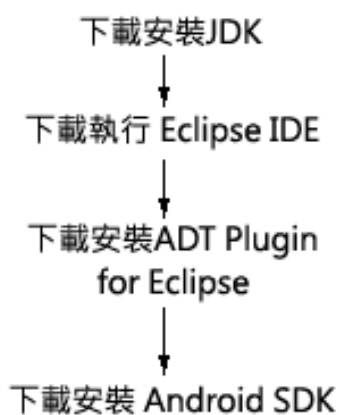 下載安裝JDK
下載執行 Eclipse IDE
下載安裝ADT Plugin
for Eclipse
下載安裝 Android SDK